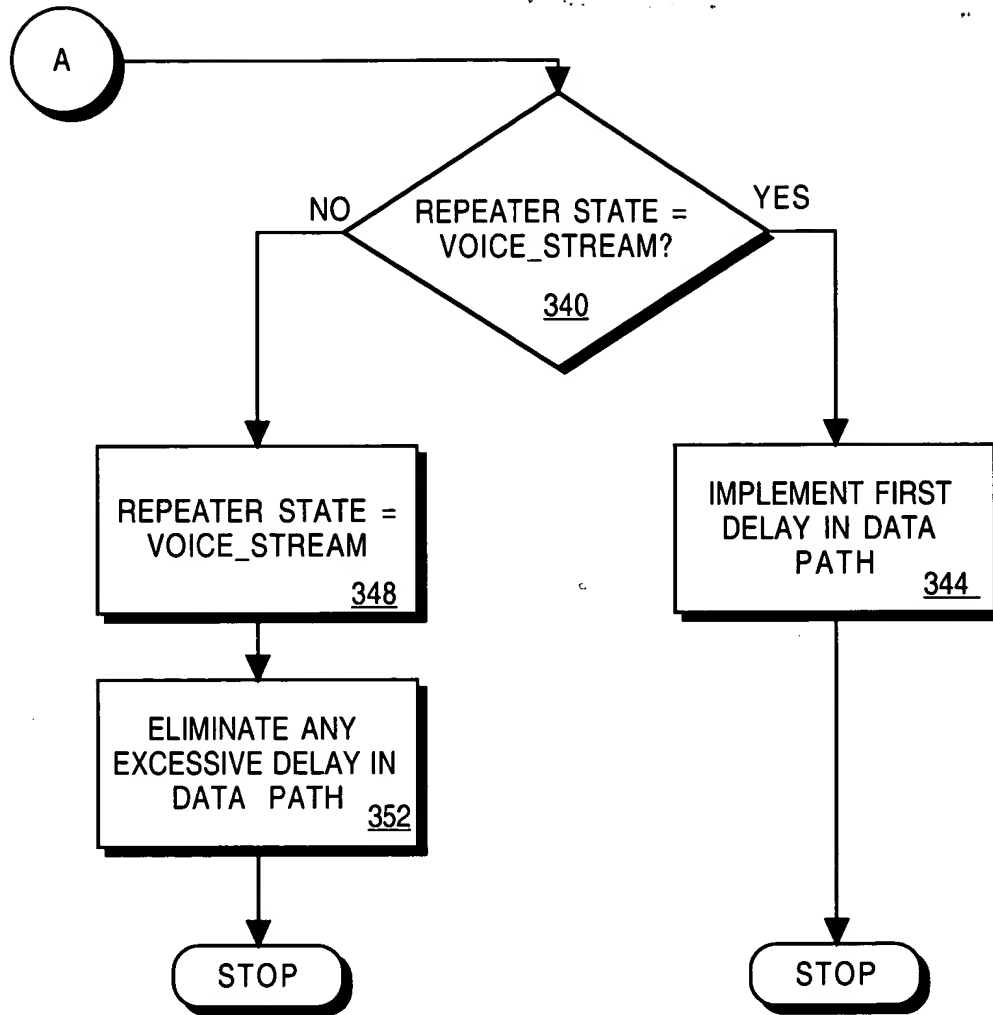 A
NO
YES
REPEATER STATE =
VOICE_STREAM?
340
REPEATER STATE =
VOICE_STREAM
348
IMPLEMENT FIRST
DELAY IN DATA
PATH
344
ELIMINATE ANY
EXCESSIVE DELAY IN
DATA PATH
352
STOP
STOP